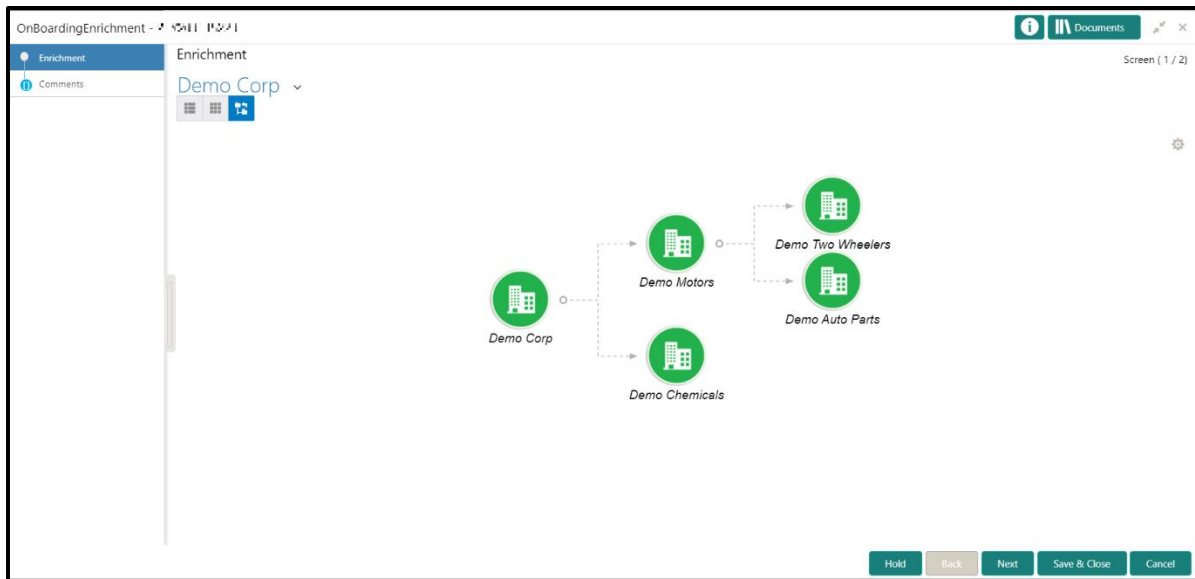 OnBoardingEnrichment -
Documents
Enrichment
Comments
Enrichment
Screen ( 1 / 2)
Demo Corp
Demo Two Wheelers
Demo Motors
Demo Auto Parts
Demo Corp
Demo Chemicals
Hold
Back
Next
Save & Close
Cancel